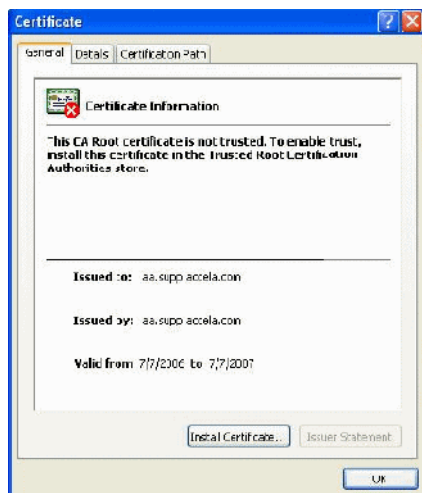 Certificate
General Details Certification Path
Certificate Information
This CA Root certificate is not trusted. To enable trust,
install this certificate in the Trusted Root Certification
Authorities store.
Issued to: aa.supp.accela.com
Issued by: aa.supp.accela.com
Valid from 7/7/2006 to 7/7/2007
Install Certificate... Issuer Statement
OK